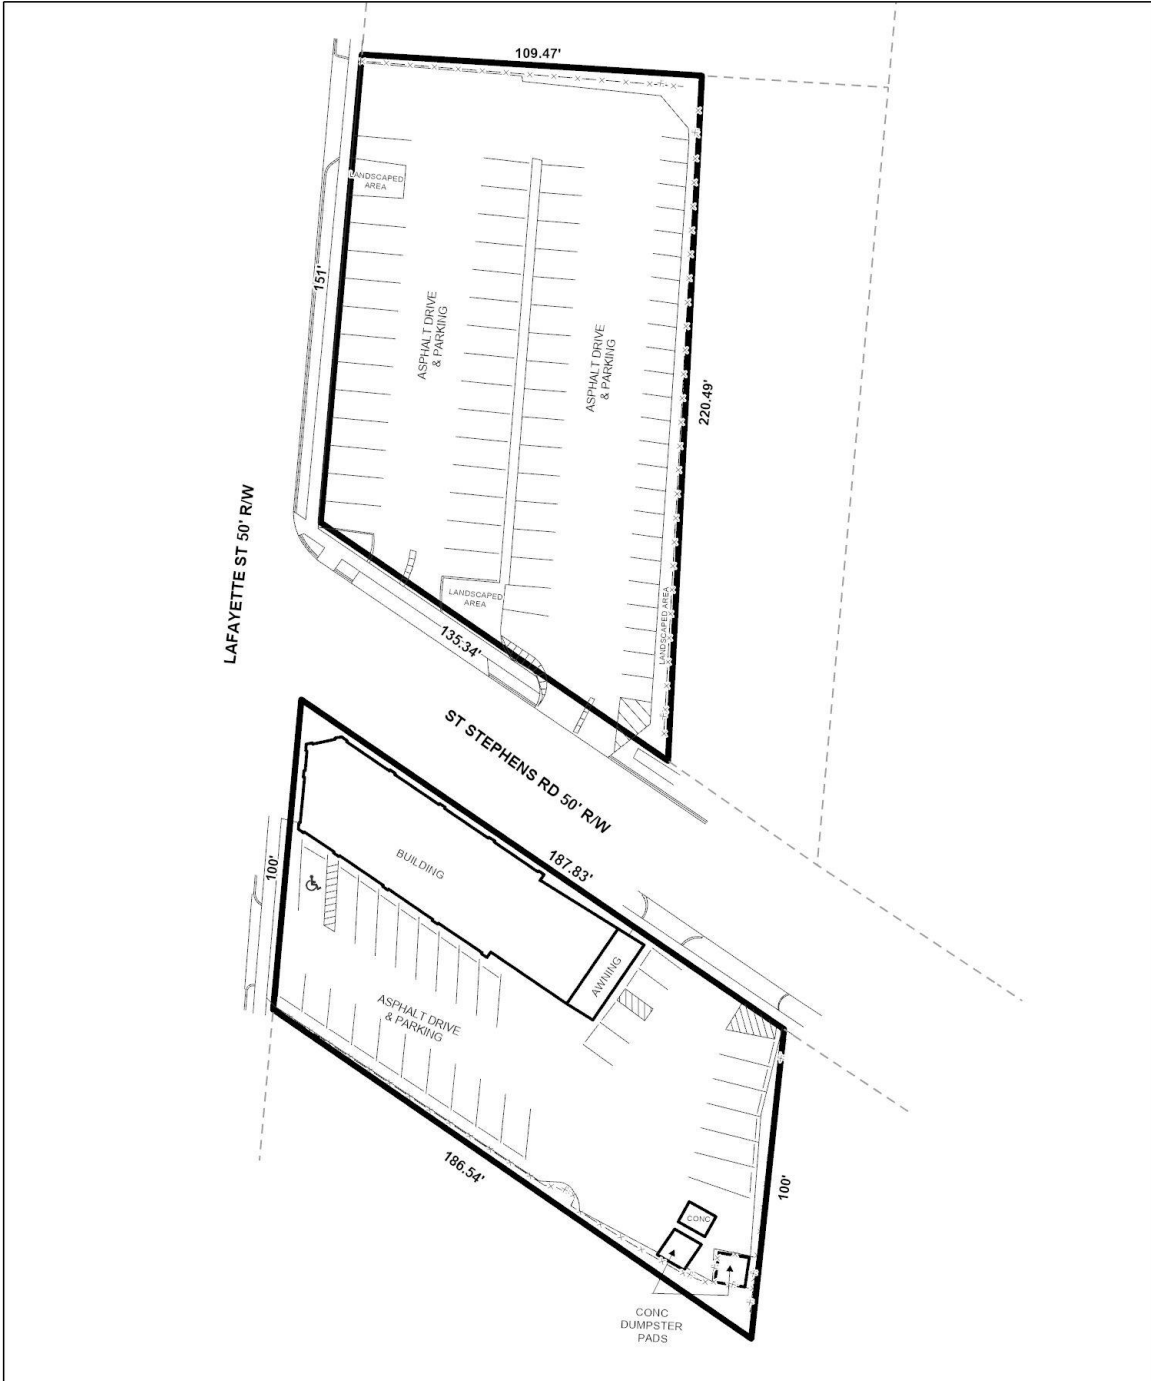 109.47'
LANDSCAPED
AREA
151'
ASPHALT DRIVE
& PARKING
ASPHALT DRIVE
& PARKING
220.49'
LAFAYETTE ST 50' R/W
LANDSCAPED
AREA
LANDSCAPED AREA
135.34'
ST STEPHENS RD 50' R/W
BUILDING
187.83'
100'
AWNING
ASPHALT DRIVE
& PARKING
186.54'
100'
CONC
CONC
DUMPSTER
PADS